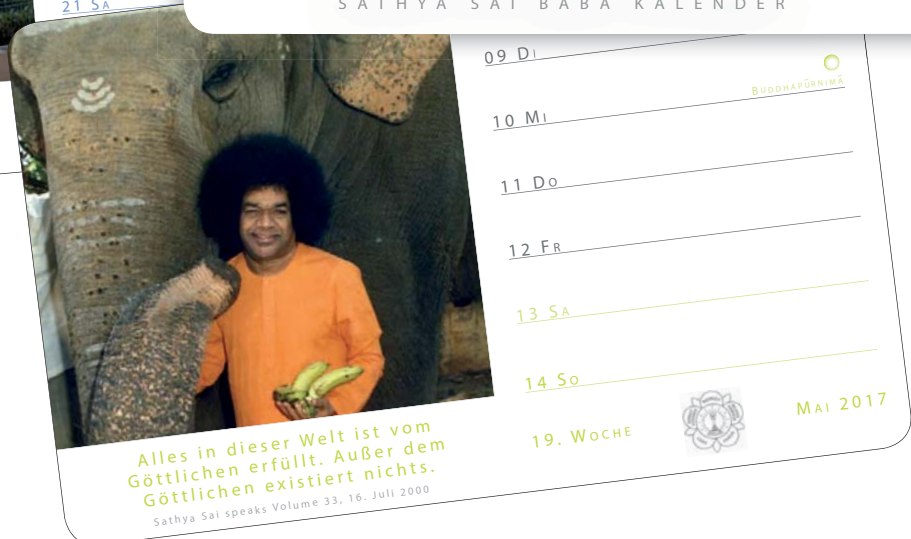 21 Sa
SATHYA SAI BABA KALENDER
09 Di
Buddhapūrnimā
10 Mi
11 Do
12 Fr
13 Sa
14 So
19. Woche
Mai 2017
Alles in dieser Welt ist vom
Göttlichen erfüllt. Außer dem
Göttlichen existiert nichts.
Sathya Sai speaks Volume 33, 16. Juli 2000